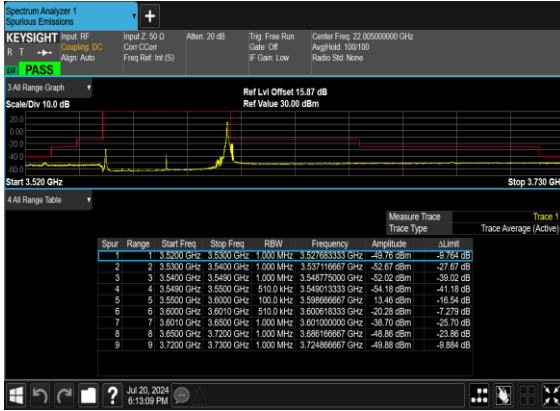 Spectrum Analyzer 1
Spurious Emissions
KEYSIGHT Input: RF Input Z: 50 Ω Atten: 20 dB Trig: Free Run Center Freq: 22.005000000 GHz
R T Coupling: DC Corr CCorr Gate: Off Avg|Hold: 100/100
Align: Auto Freq Ref: Int (S) IF Gain: Low Radio Std: None
LXI PASS
3 All Range Graph
Ref Lvl Offset 15.87 dB
Scale/Div 10.0 dB Ref Value 30.00 dBm
20.0
0.00
-20.0
-40.0
-60.0
Start 3.520 GHz Stop 3.730 GH
4 All Range Table
Measure Trace Trace 1
Trace Type Trace Average (Active)
Spur Range Start Freq Stop Freq RBW Frequency Amplitude ΔLimit
1 1 3.5200 GHz 3.5300 GHz 1.000 MHz 3.527683333 GHz -49.76 dBm -9.764 dB
2 2 3.5300 GHz 3.5400 GHz 1.000 MHz 3.537116667 GHz -52.67 dBm -27.67 dB
3 3 3.5400 GHz 3.5490 GHz 1.000 MHz 3.548775000 GHz -52.02 dBm -39.02 dB
4 4 3.5490 GHz 3.5500 GHz 510.0 kHz 3.549013333 GHz -54.18 dBm -41.18 dB
5 5 3.5500 GHz 3.6000 GHz 100.0 kHz 3.598666667 GHz 13.46 dBm -16.54 dB
6 6 3.6000 GHz 3.6010 GHz 510.0 kHz 3.600618333 GHz -20.28 dBm -7.279 dB
7 7 3.6010 GHz 3.6500 GHz 1.000 MHz 3.601000000 GHz -38.70 dBm -25.70 dB
8 8 3.6500 GHz 3.7200 GHz 1.000 MHz 3.686166667 GHz -48.86 dBm -23.86 dB
9 9 3.7200 GHz 3.7300 GHz 1.000 MHz 3.724866667 GHz -49.88 dBm -9.884 dB
Jul 20, 2024
6:13:09 PM